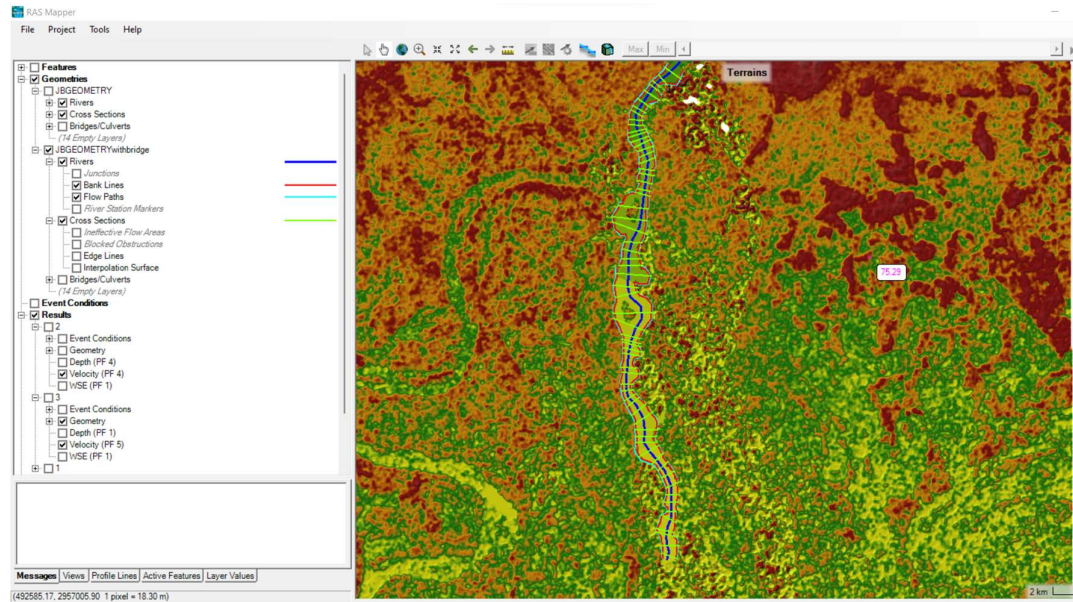 RAS Mapper
File Project Tools Help
Max Min
Features
Geometries
JBGEOMETRY
Rivers
Cross Sections
Bridges/Culverts
(14 Empty Layers)
JBGEOMETRYwithbridge
Rivers
Junctions
Bank Lines
Flow Paths
River Station Markers
Cross Sections
Ineffective Flow Areas
Blocked Obstructions
Edge Lines
Interpolation Surface
Bridges/Culverts
(14 Empty Layers)
Event Conditions
Results
2
Event Conditions
Geometry
Depth (PF 4)
Velocity (PF 4)
WSE (PF 1)
3
Event Conditions
Geometry
Depth (PF 1)
Velocity (PF 5)
WSE (PF 1)
1
Terrains
75.29
2 km
Messages Views Profile Lines Active Features Layer Values
(492585.17, 2957005.90 1 pixel = 18.30 m)